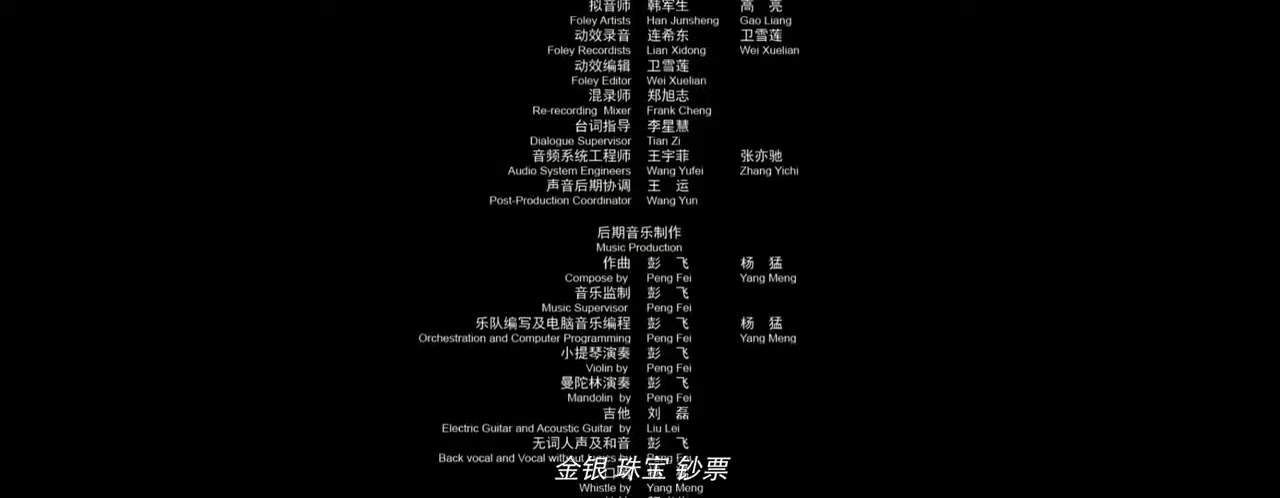 拟音师 韩军生 高 亮
Foley Artists Han Junsheng Gao Liang
动效录音 连希东 卫雪莲
Foley Recordists Lian Xidong Wei Xuelian
动效编辑 卫雪莲
Foley Editor Wei Xuelian
混录师 郑旭志
Re-recording Mixer Frank Cheng
台词指导 李星慧
Dialogue Supervisor Tian Zi
音频系统工程师 王宇菲 张亦驰
Audio System Engineers Wang Yufei Zhang Yichi
声音后期协调 王 运
Post-Production Coordinator Wang Yun
后期音乐制作
Music Production
作曲 彭 飞 杨 猛
Compose by Peng Fei Yang Meng
音乐监制 彭 飞
Music Supervisor Peng Fei
乐队编写及电脑音乐编程 彭 飞 杨 猛
Orchestration and Computer Programming Peng Fei Yang Meng
小提琴演奏 彭 飞
Violin by Peng Fei
曼陀林演奏 彭 飞
Mandolin by Peng Fei
吉他 刘 磊
Electric Guitar and Acoustic Guitar by Liu Lei
无词人声及和音 彭 飞
Back vocal and Vocal without lyrics by Peng Fei
金银 珠宝 钞票
Whistle by Yang Meng